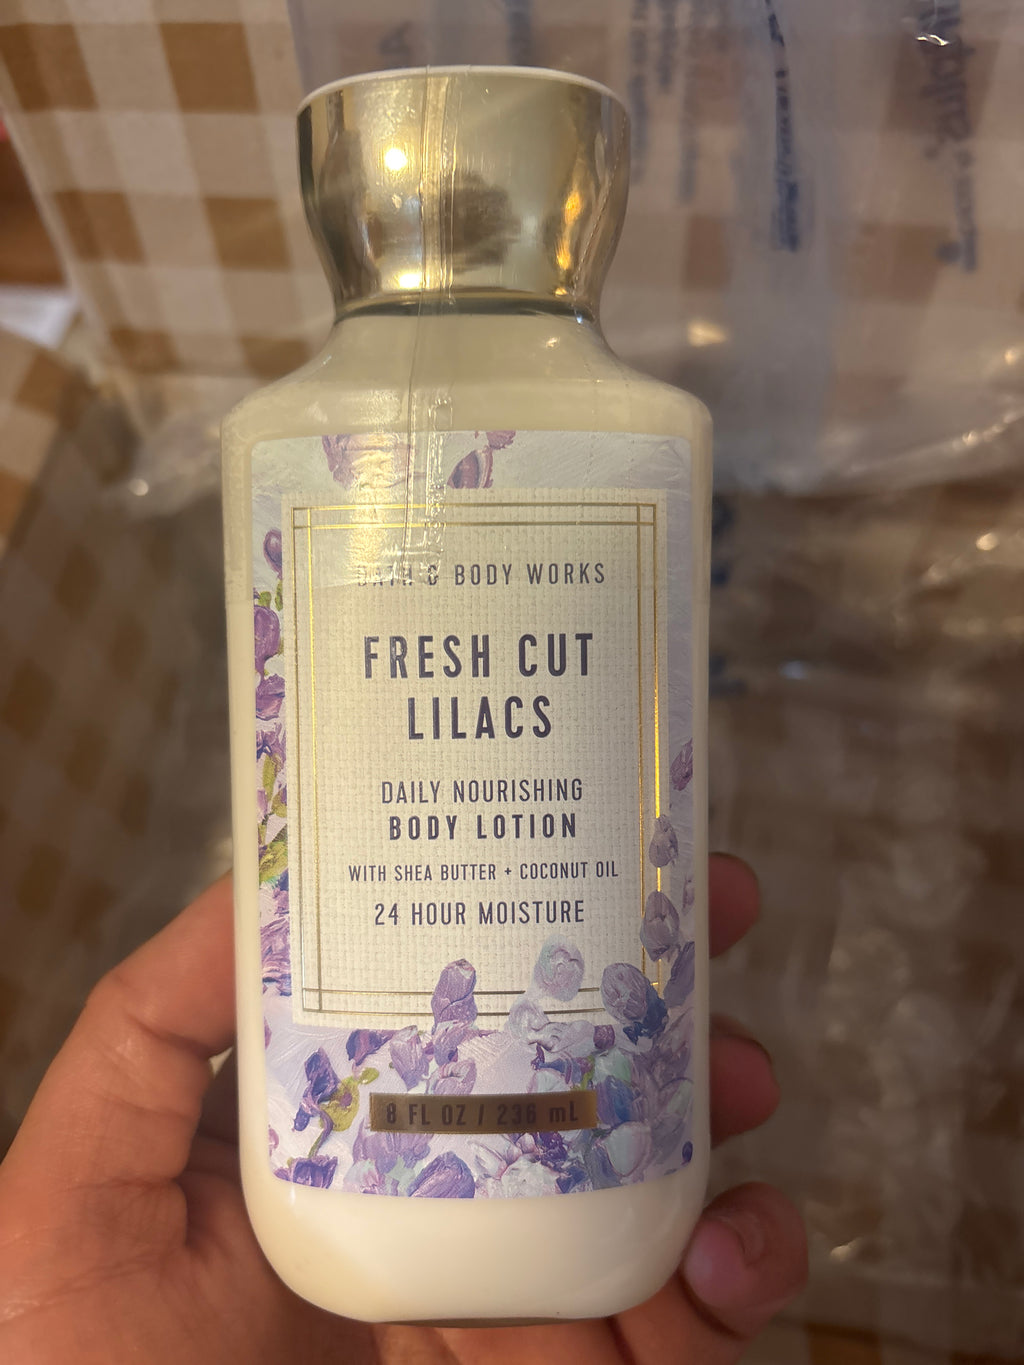 BATH & BODY WORKS
FRESH CUT
LILACS
DAILY NOURISHING
BODY LOTION
WITH SHEA BUTTER + COCONUT OIL
24 HOUR MOISTURE
8 FL OZ / 236 mL